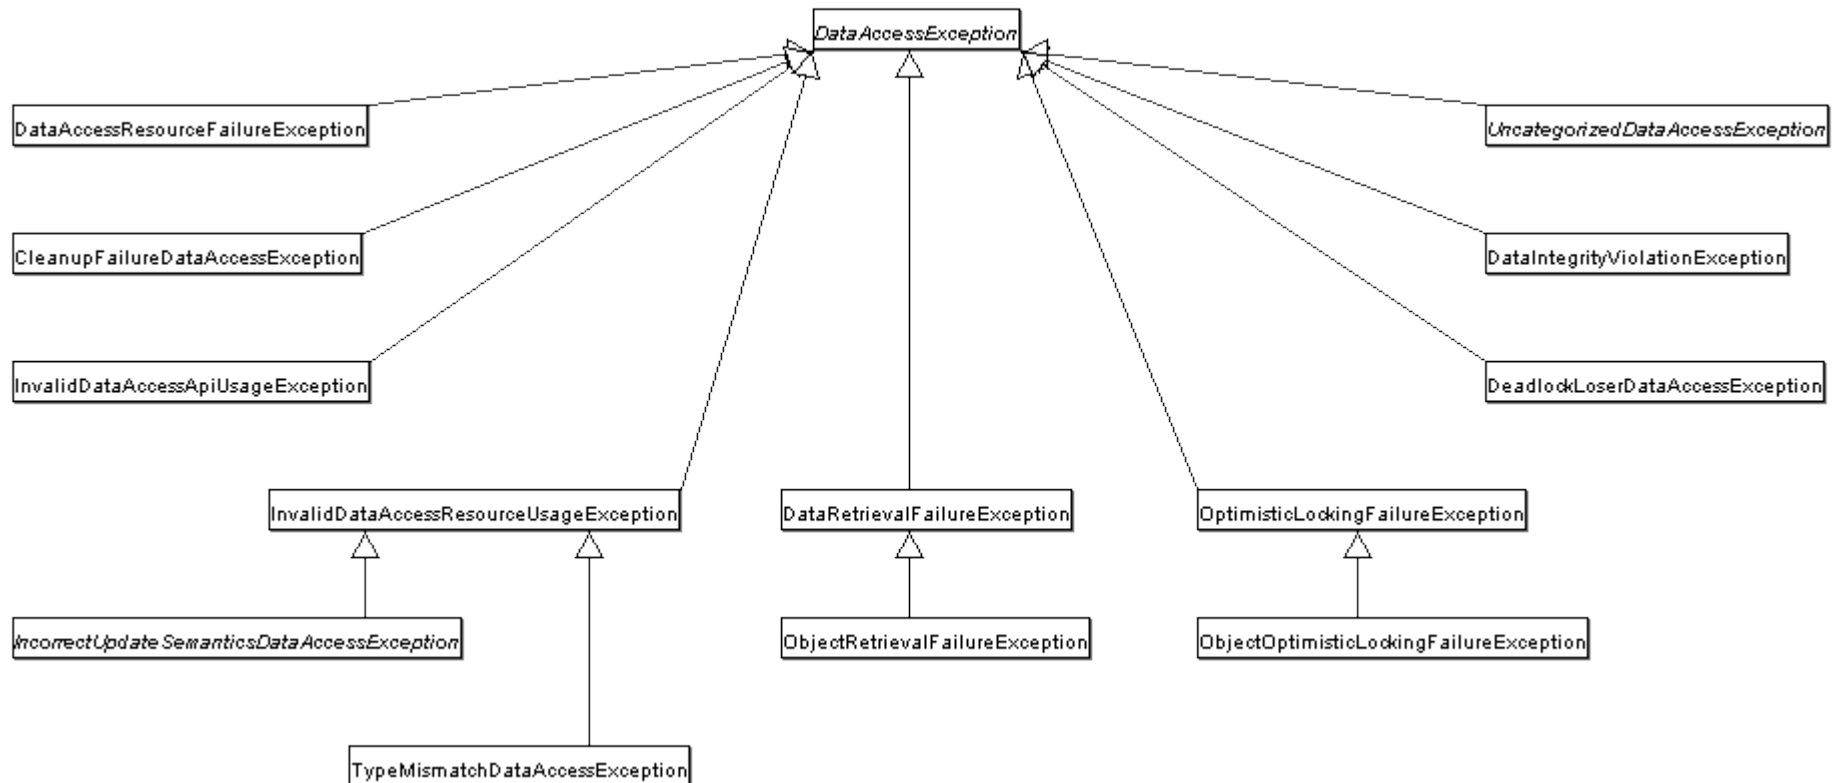 DataAccessException
DataAccessResourceFailureException
UncategorizedDataAccessException
CleanupFailureDataAccessException
DataIntegrityViolationException
InvalidDataAccessApiUsageException
DeadlockLoserDataAccessException
InvalidDataAccessResourceUsageException
DataRetrievalFailureException
OptimisticLockingFailureException
IncorrectUpdateSemanticsDataAccessException
ObjectRetrievalFailureException
ObjectOptimisticLockingFailureException
TypeMismatchDataAccessException